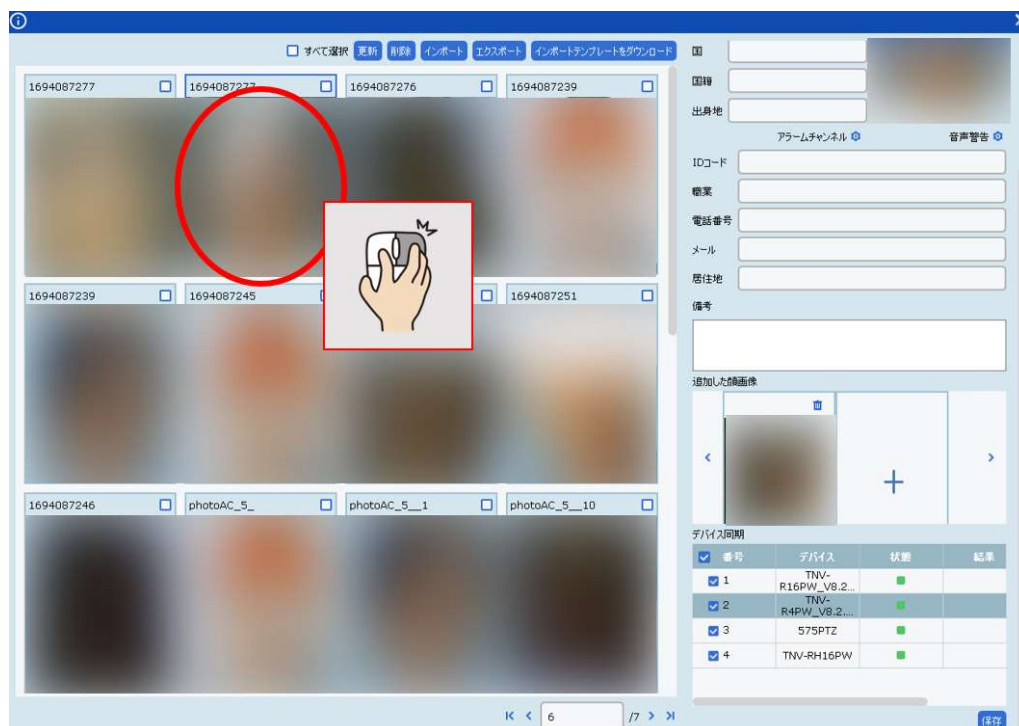 すべて選択 更新 削除 インポート エクスポート インポートテンプレートをダウンロード
1694087277 1694087277 1694087276 1694087239
1694087239 1694087245 1694087251
1694087246 photoAC_5_ photoAC_5__1 photoAC_5__10
6 /7
国
国籍
出身地
アラームチャンネル 音声警告
IDコード
職業
電話番号
メール
居住地
備考
追加した顔画像
デバイス同期
番号 デバイス 状態 結果
1 TNV-R16PW_V8.2...
2 TNV-R4PW_V8.2....
3 575PTZ
4 TNV-RH16PW
保存